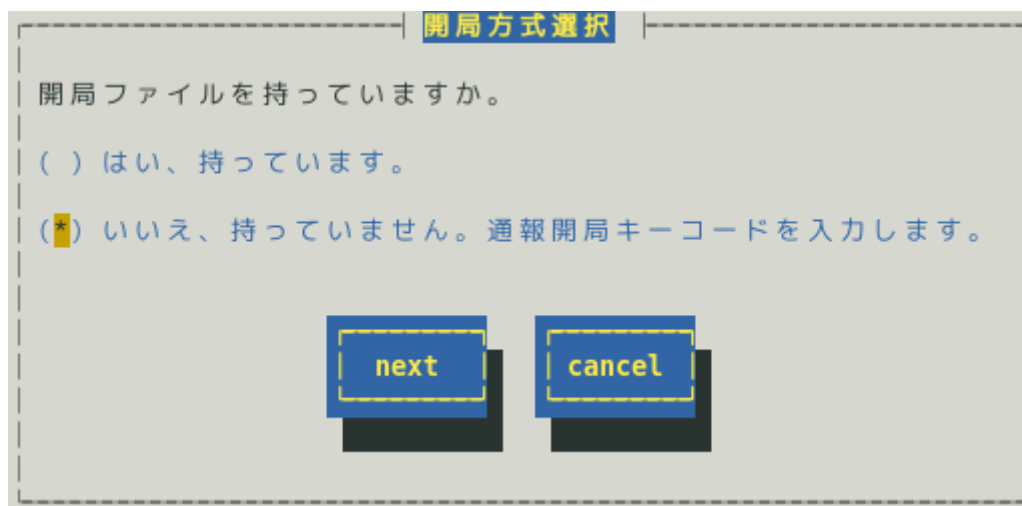 開局方式選択
開局ファイルを持っていますか。
( ) はい、持っています。
(*) いいえ、持っていません。通報開局キーコードを入力します。
next cancel